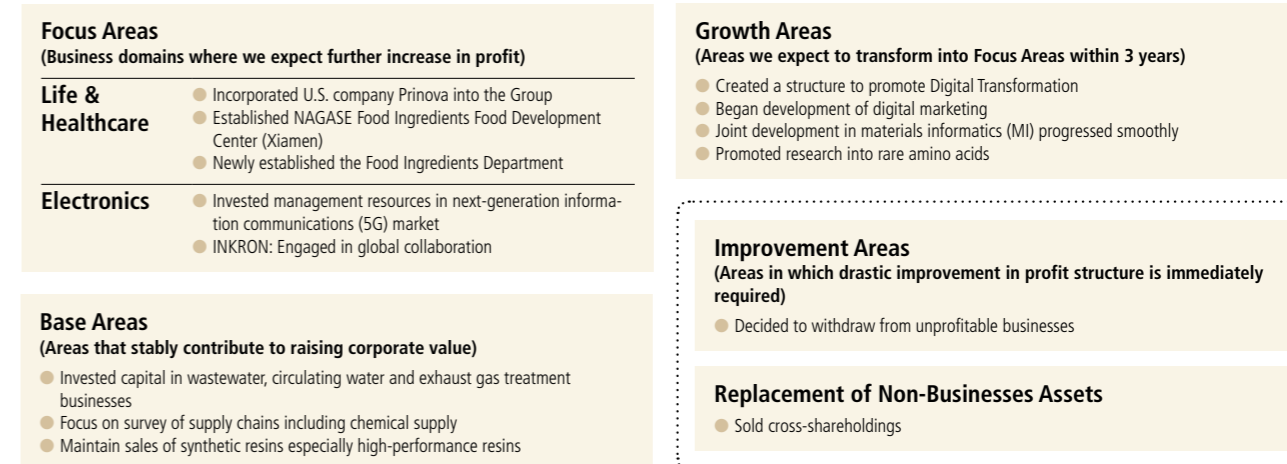 Focus Areas
(Business domains where we expect further increase in profit)
Life &
Healthcare
● Incorporated U.S. company Prinova into the Group
● Established NAGASE Food Ingredients Food Development
Center (Xiamen)
● Newly established the Food Ingredients Department
Electronics
● Invested management resources in next-generation informa-
tion communications (5G) market
● INKRON: Engaged in global collaboration
Base Areas
(Areas that stably contribute to raising corporate value)
● Invested capital in wastewater, circulating water and exhaust gas treatment
businesses
● Focus on survey of supply chains including chemical supply
● Maintain sales of synthetic resins especially high-performance resins
Growth Areas
(Areas we expect to transform into Focus Areas within 3 years)
● Created a structure to promote Digital Transformation
● Began development of digital marketing
● Joint development in materials informatics (MI) progressed smoothly
● Promoted research into rare amino acids
Improvement Areas
(Areas in which drastic improvement in profit structure is immediately
required)
● Decided to withdraw from unprofitable businesses
Replacement of Non-Businesses Assets
● Sold cross-shareholdings